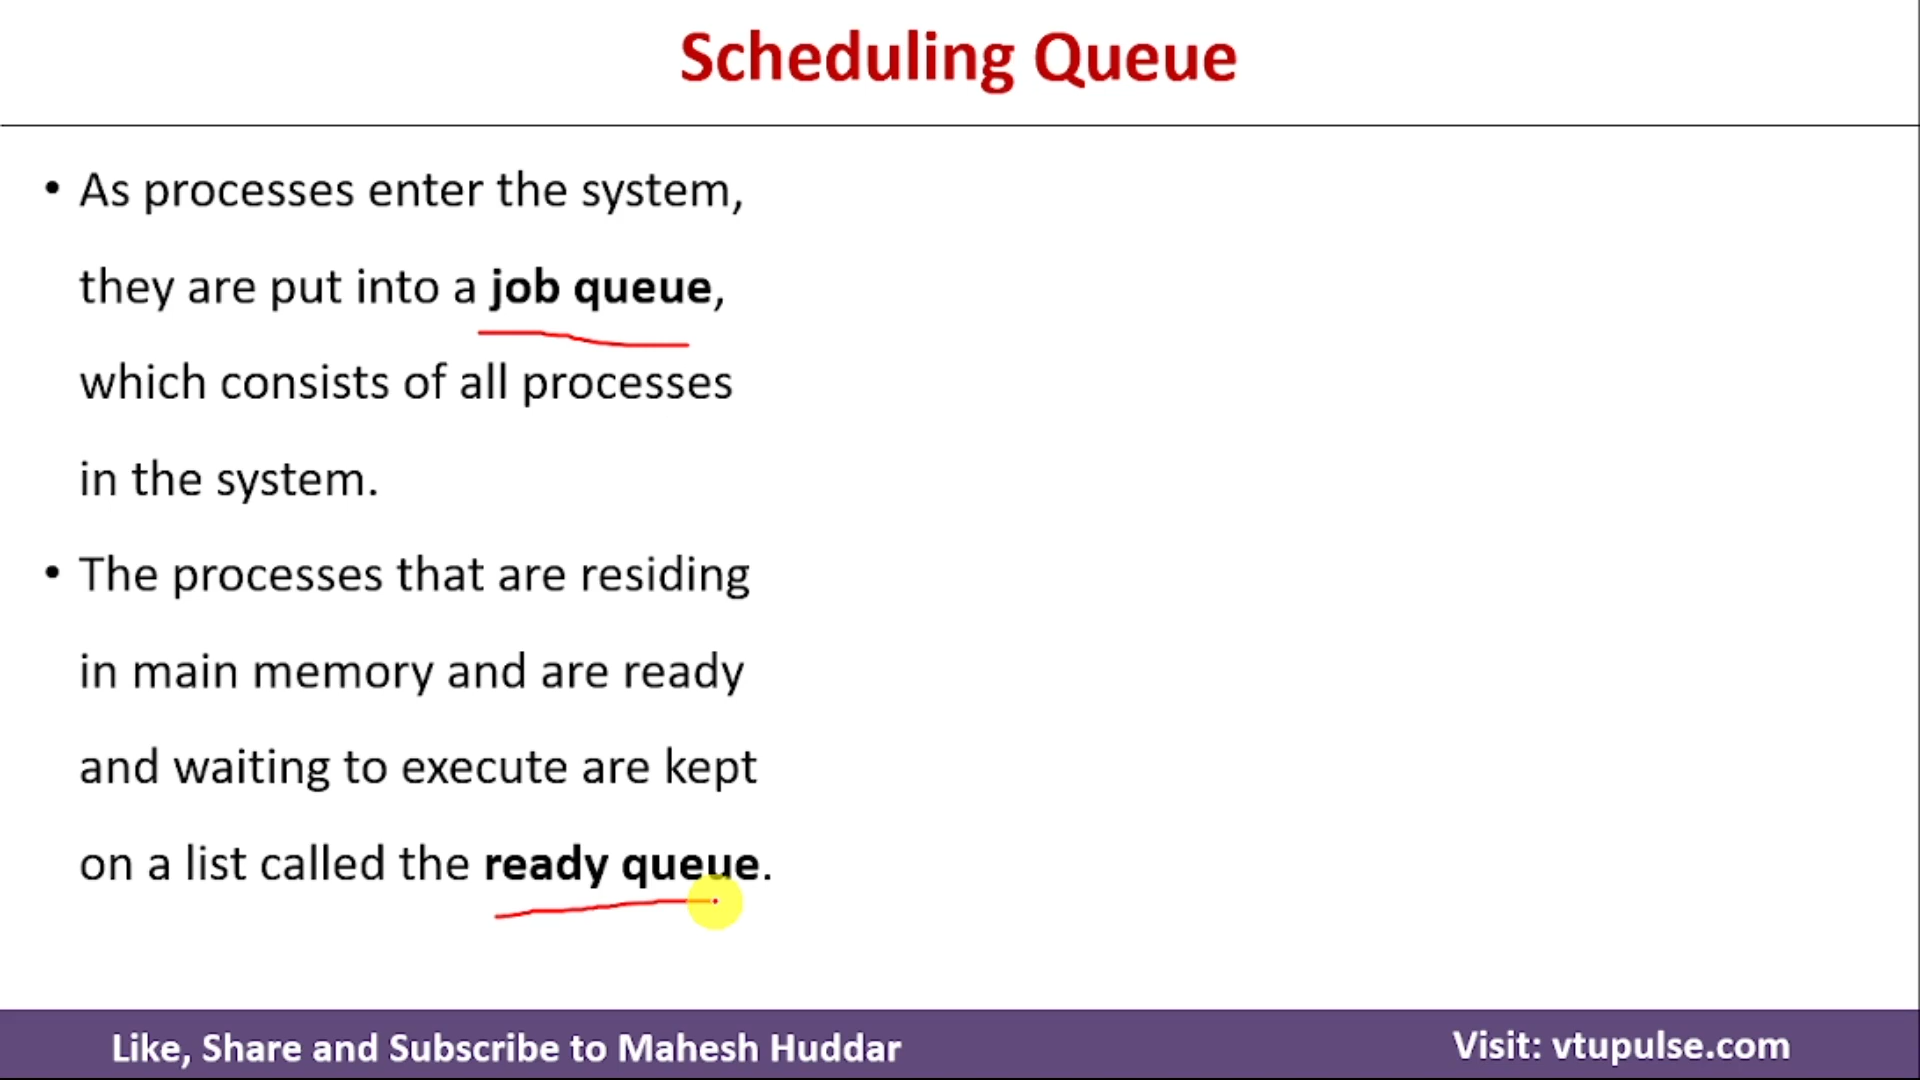 Scheduling Queue
• As processes enter the system,
they are put into a job queue,
which consists of all processes
in the system.
• The processes that are residing
in main memory and are ready
and waiting to execute are kept
on a list called the ready queue.
Like, Share and Subscribe to Mahesh Huddar
Visit: vtupulse.com